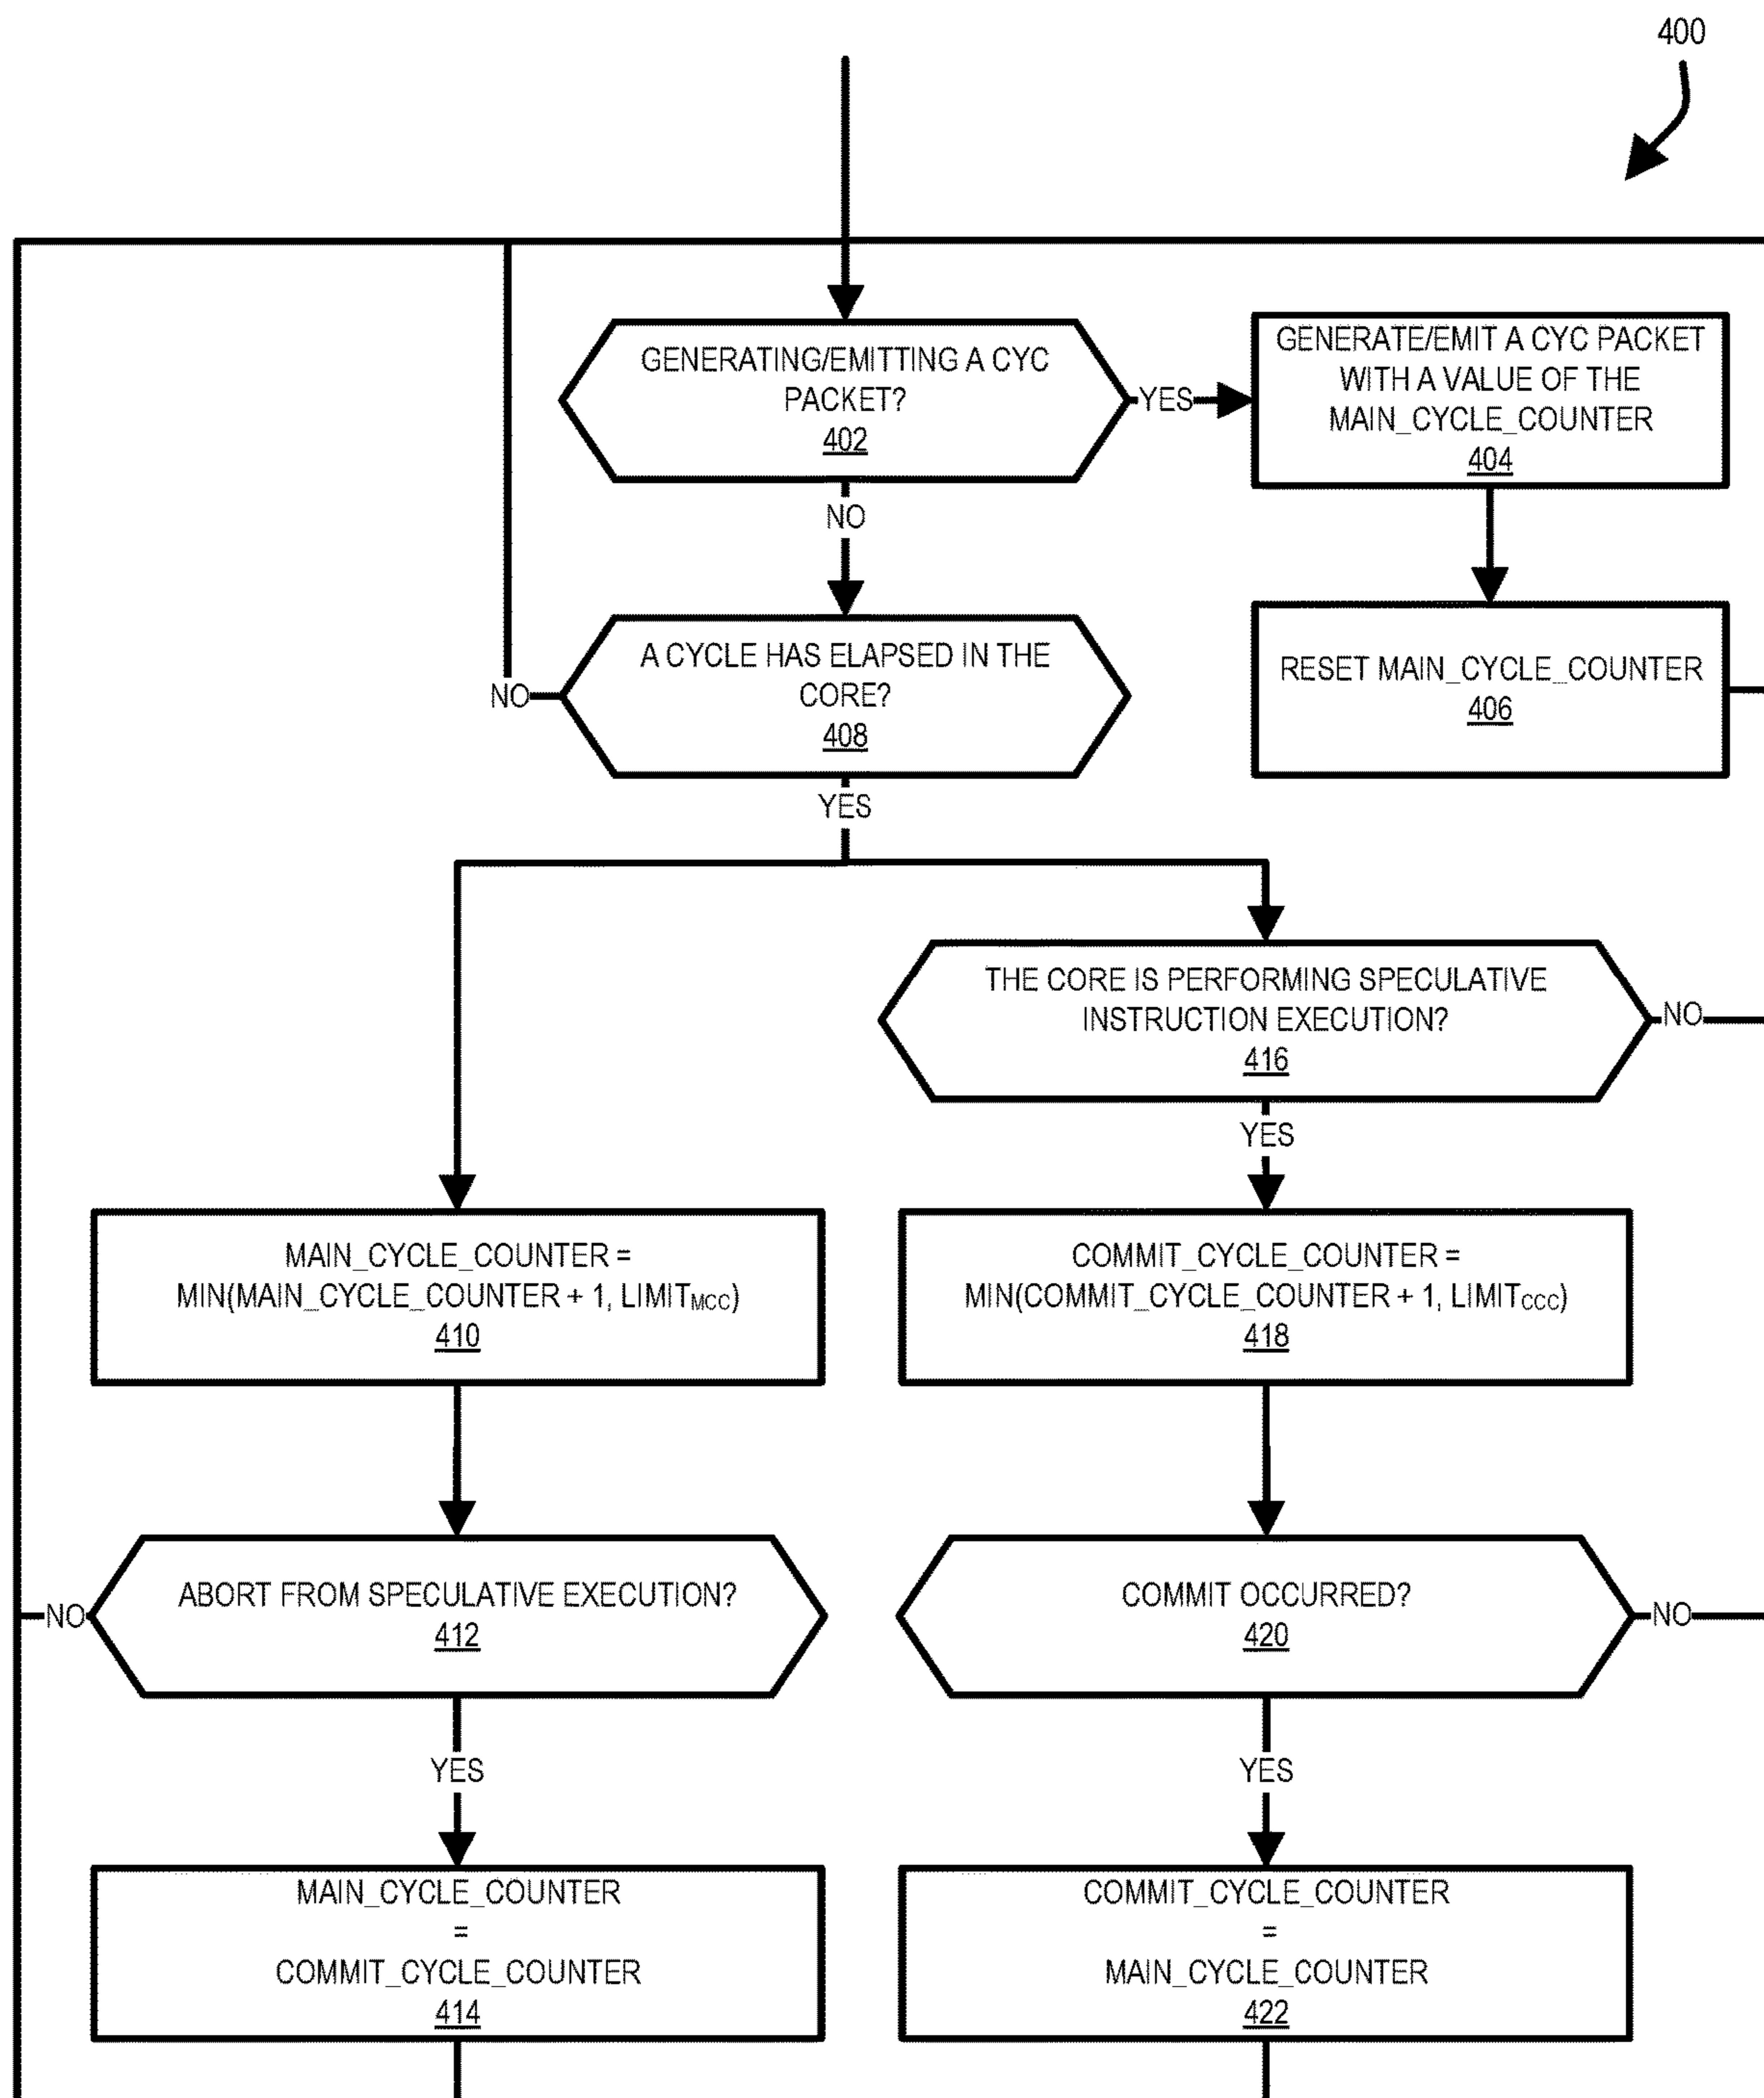 400
GENERATING/EMITTING A CYC
PACKET?
402
YES
GENERATE/EMIT A CYC PACKET
WITH A VALUE OF THE
MAIN_CYCLE_COUNTER
404
NO
A CYCLE HAS ELAPSED IN THE
CORE?
408
NO
RESET MAIN_CYCLE_COUNTER
406
YES
THE CORE IS PERFORMING SPECULATIVE
INSTRUCTION EXECUTION?
416
NO
YES
MAIN_CYCLE_COUNTER =
MIN(MAIN_CYCLE_COUNTER + 1, LIMITMCC)
410
COMMIT_CYCLE_COUNTER =
MIN(COMMIT_CYCLE_COUNTER + 1, LIMITCCC)
418
NO
ABORT FROM SPECULATIVE EXECUTION?
412
COMMIT OCCURRED?
420
NO
YES
YES
MAIN_CYCLE_COUNTER
=
COMMIT_CYCLE_COUNTER
414
COMMIT_CYCLE_COUNTER
=
MAIN_CYCLE_COUNTER
422